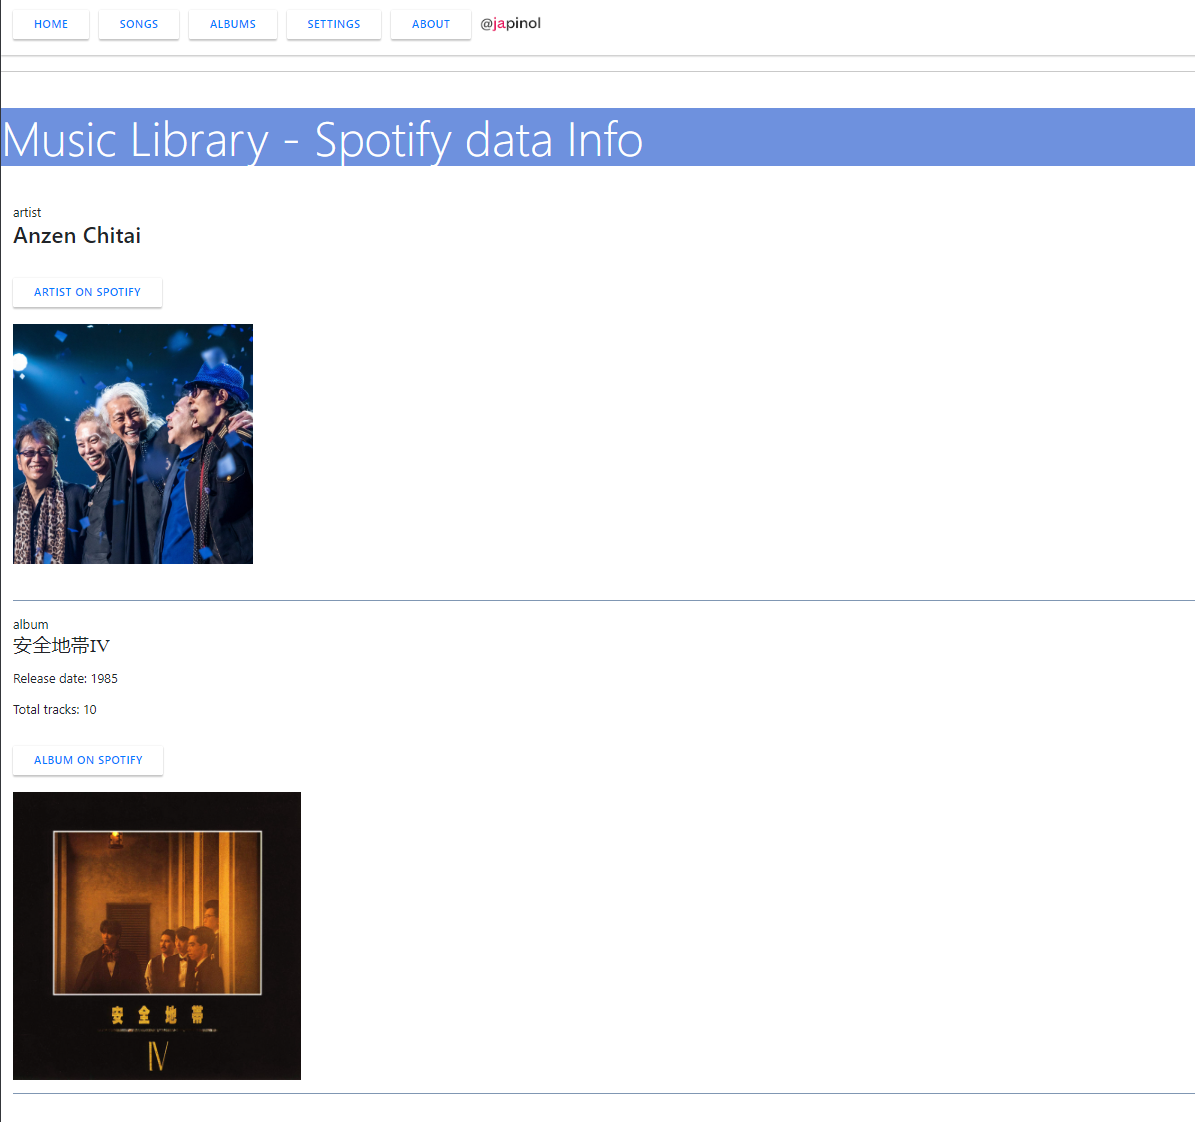 HOME SONGS ALBUMS SETTINGS ABOUT @japinol
Music Library - Spotify data Info
artist
Anzen Chitai
ARTIST ON SPOTIFY
album
安全地帯IV
Release date: 1985
Total tracks: 10
ALBUM ON SPOTIFY
安全地帯
IV